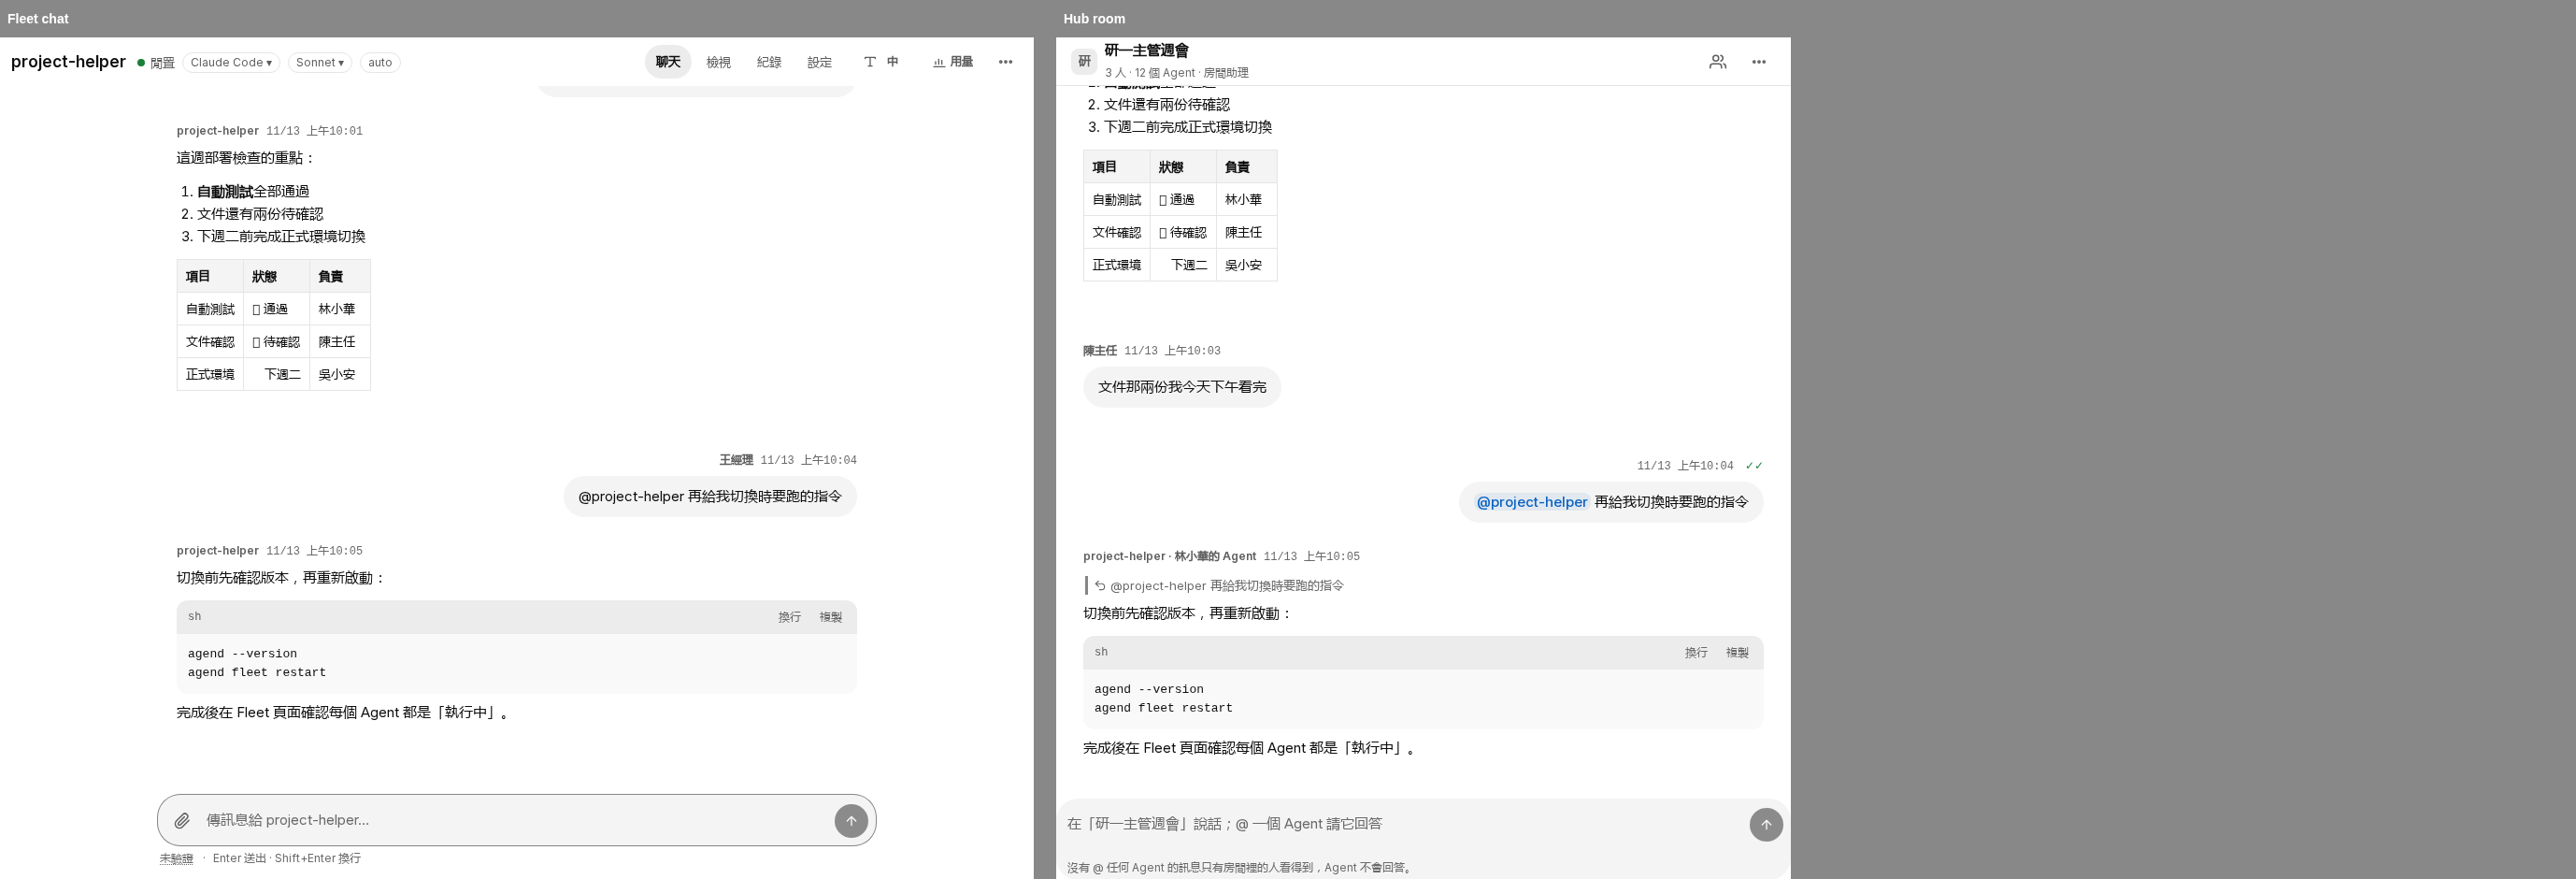 Fleet chat
project-helper 閒置 Claude Code ▾ Sonnet ▾ auto 聊天 檢視 紀錄 設定 中 用量
project-helper 11/13 上午10:01
這週部署檢查的重點：
1. 自動測試全部通過
2. 文件還有兩份待確認
3. 下週二前完成正式環境切換
項目 狀態 負責
自動測試 通過 林小華
文件確認 待確認 陳主任
正式環境 下週二 吳小安
王經理 11/13 上午10:04
@project-helper 再給我切換時要跑的指令
project-helper 11/13 上午10:05
切換前先確認版本，再重新啟動：
sh 換行 複製
agend --version
agend fleet restart
完成後在 Fleet 頁面確認每個 Agent 都是「執行中」。
傳訊息給 project-helper...
未驗證 · Enter 送出 · Shift+Enter 換行
Hub room
研 研一主管週會
3 人 · 12 個 Agent · 房間助理
2. 文件還有兩份待確認
3. 下週二前完成正式環境切換
項目 狀態 負責
自動測試 通過 林小華
文件確認 待確認 陳主任
正式環境 下週二 吳小安
陳主任 11/13 上午10:03
文件那兩份我今天下午看完
11/13 上午10:04 ✓✓
@project-helper 再給我切換時要跑的指令
project-helper · 林小華的 Agent 11/13 上午10:05
@project-helper 再給我切換時要跑的指令
切換前先確認版本，再重新啟動：
sh 換行 複製
agend --version
agend fleet restart
完成後在 Fleet 頁面確認每個 Agent 都是「執行中」。
在「研一主管週會」說話；@ 一個 Agent 請它回答
沒有 @ 任何 Agent 的訊息只有房間裡的人看得到，Agent 不會回答。